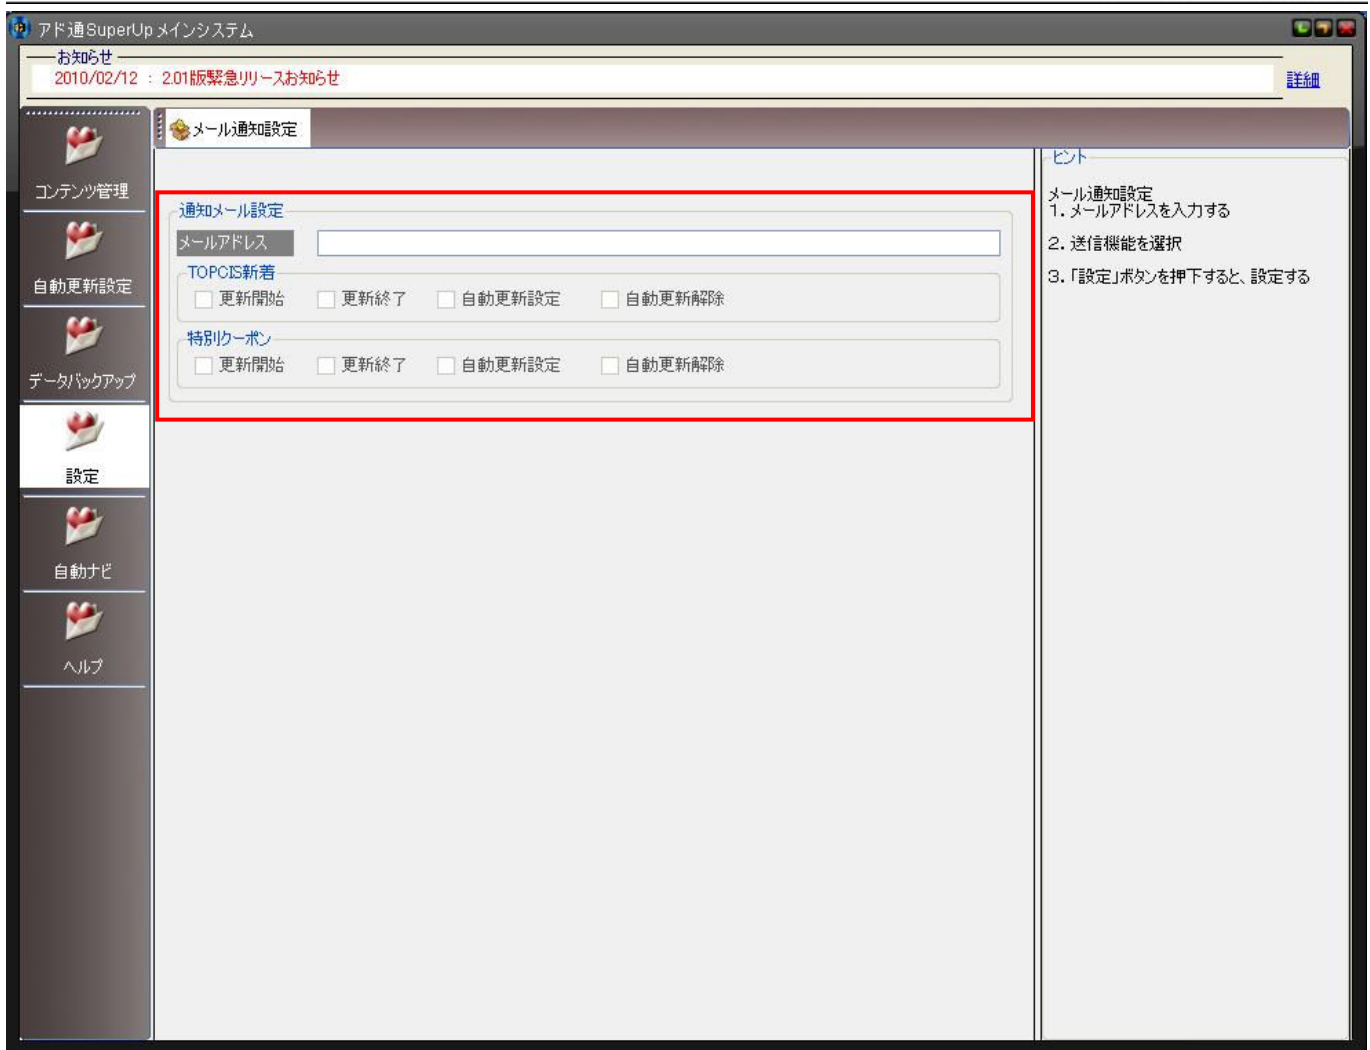 アド通SuperUpメインシステム
お知らせ
2010/02/12 : 2.01版緊急リリースお知らせ
詳細
コンテンツ管理
自動更新設定
データバックアップ
設定
自動ナビ
ヘルプ
メール通知設定
通知メール設定
メールアドレス
TOPCIS新着
更新開始 更新終了 自動更新設定 自動更新解除
特別クーポン
更新開始 更新終了 自動更新設定 自動更新解除
ヒント
メール通知設定
1. メールアドレスを入力する
2. 送信機能を選択
3. 「設定」ボタンを押下すると、設定する